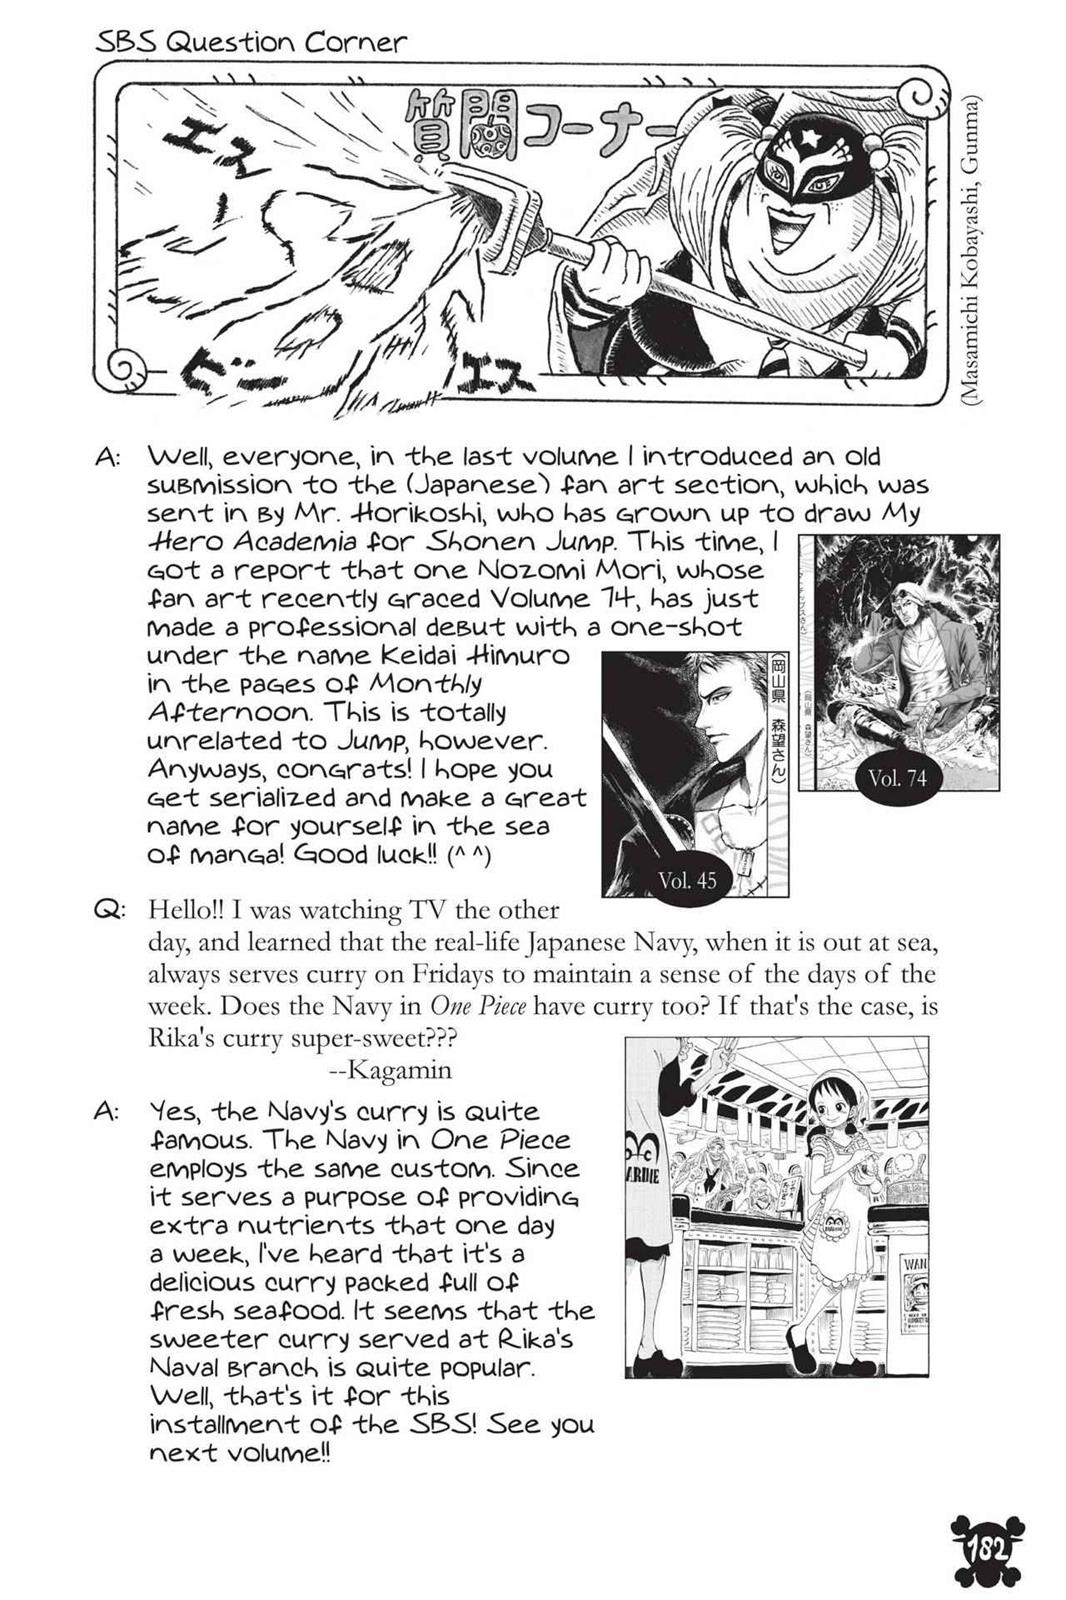 SBS Question Corner
質問コーナー
エス
ビー
エス
(Masamichi Kobayashi, Gunma)
A: Well, everyone, in the last volume I introduced an old
submission to the (Japanese) fan art section, which was
sent in by Mr. Horikoshi, who has grown up to draw My
Hero Academia for Shonen Jump. This time, I
got a report that one Nozomi Mori, whose
fan art recently graced Volume 74, has just
made a professional debut with a one-shot
under the name Keidai Himuro
in the pages of Monthly
Afternoon. This is totally
unrelated to Jump, however.
Anyways, congrats! I hope you
get serialized and make a great
name for yourself in the sea
of manga! Good luck!! (^ ^)
(岡山県 森望さん)
Vol. 74
(岡山県 森望さん)
Vol. 45
Q: Hello!! I was watching TV the other
day, and learned that the real-life Japanese Navy, when it is out at sea,
always serves curry on Fridays to maintain a sense of the days of the
week. Does the Navy in One Piece have curry too? If that's the case, is
Rika's curry super-sweet???
--Kagamin
A: Yes, the Navy's curry is quite
famous. The Navy in One Piece
employs the same custom. Since
it serves a purpose of providing
extra nutrients that one day
a week, I've heard that it's a
delicious curry packed full of
fresh seafood. It seems that the
sweeter curry served at Rika's
Naval Branch is quite popular.
Well, that's it for this
installment of the SBS! See you
next volume!!
ARINE
MARINE
WAN
182